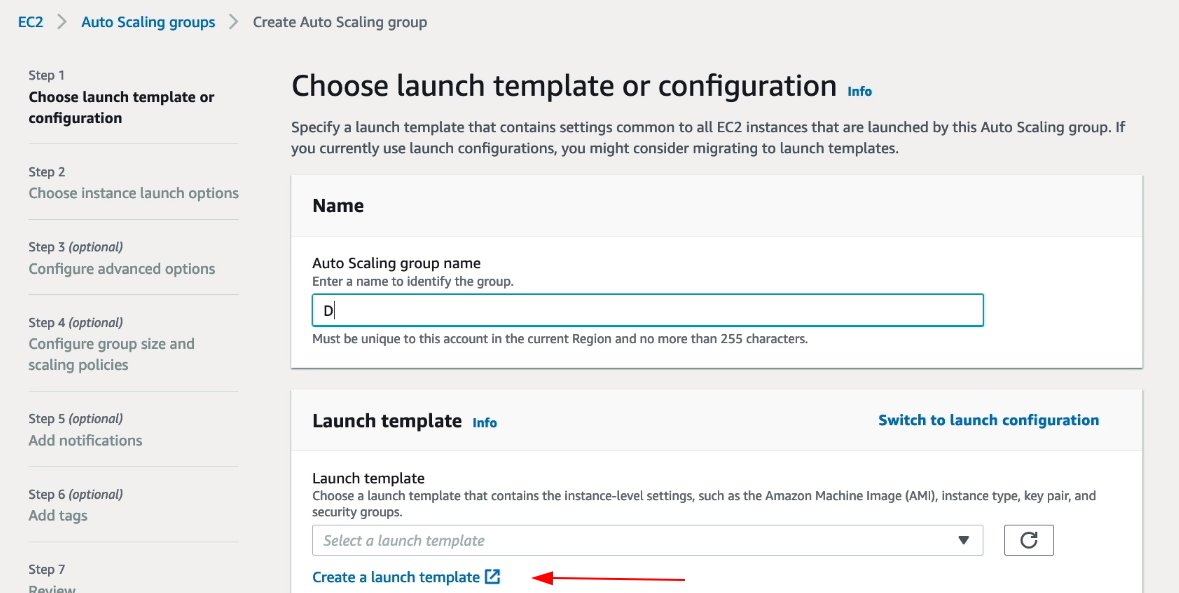 EC2 > Auto Scaling groups > Create Auto Scaling group
Step 1
Choose launch template or
configuration
Step 2
Choose instance launch options
Step 3 (optional)
Configure advanced options
Step 4 (optional)
Configure group size and
scaling policies
Step 5 (optional)
Add notifications
Step 6 (optional)
Add tags
Step 7
Review
Choose launch template or configuration Info
Specify a launch template that contains settings common to all EC2 instances that are launched by this Auto Scaling group. If
you currently use launch configurations, you might consider migrating to launch templates.
Name
Auto Scaling group name
Enter a name to identify the group.
D
Must be unique to this account in the current Region and no more than 255 characters.
Launch template Info
Switch to launch configuration
Launch template
Choose a launch template that contains the instance-level settings, such as the Amazon Machine Image (AMI), instance type, key pair, and
security groups.
Select a launch template
Create a launch template